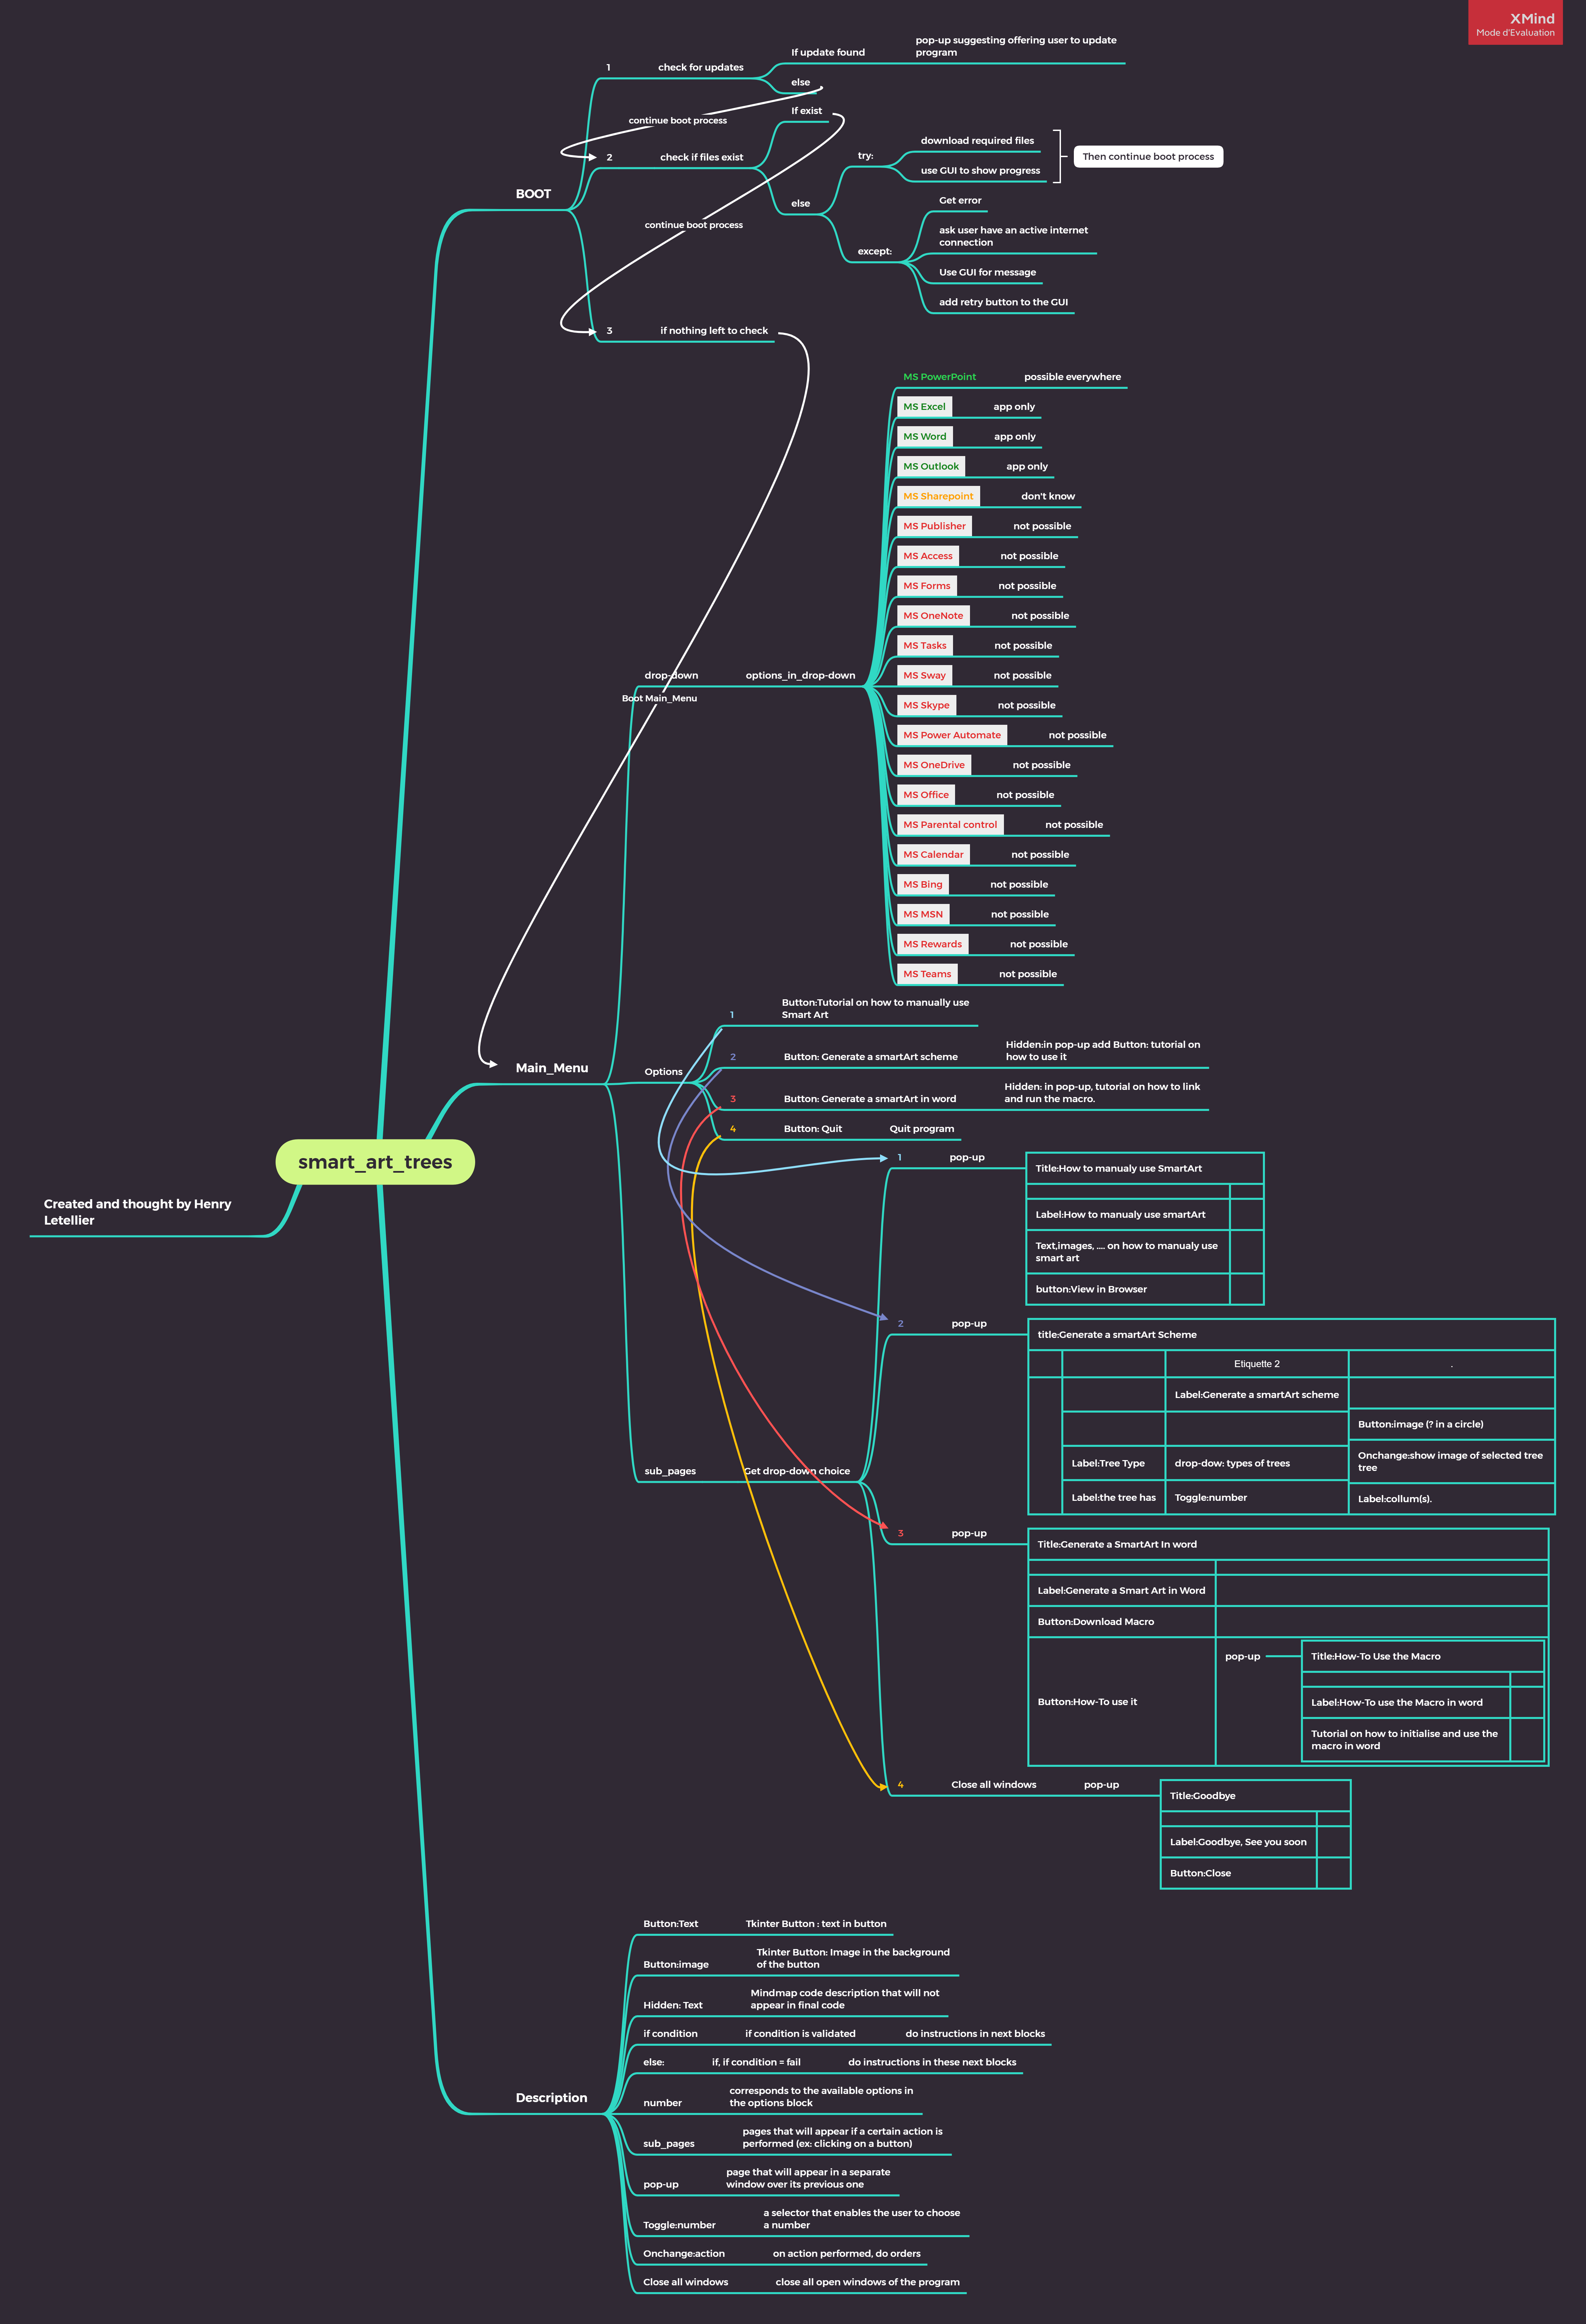 XMind
Mode d'Evaluation
smart_art_trees
Created and thought by Henry
Letellier
BOOT
1
check for updates
If update found
pop-up suggesting offering user to update
program
else
continue boot process
2
check if files exist
If exist
else
try:
download required files
use GUI to show progress
Then continue boot process
except:
Get error
ask user have an active internet
connection
Use GUI for message
add retry button to the GUI
continue boot process
3
if nothing left to check
Boot Main_Menu
Main_Menu
drop-down
options_in_drop-down
MS PowerPoint
possible everywhere
MS Excel
app only
MS Word
app only
MS Outlook
app only
MS Sharepoint
don't know
MS Publisher
not possible
MS Access
not possible
MS Forms
not possible
MS OneNote
not possible
MS Tasks
not possible
MS Sway
not possible
MS Skype
not possible
MS Power Automate
not possible
MS OneDrive
not possible
MS Office
not possible
MS Parental control
not possible
MS Calendar
not possible
MS Bing
not possible
MS MSN
not possible
MS Rewards
not possible
MS Teams
not possible
Options
1
Button:Tutorial on how to manually use
Smart Art
2
Button: Generate a smartArt scheme
Hidden:in pop-up add Button: tutorial on
how to use it
3
Button: Generate a smartArt in word
Hidden: in pop-up, tutorial on how to link
and run the macro.
4
Button: Quit
Quit program
sub_pages
Get drop-down choice
1
pop-up
Title:How to manualy use SmartArt
Label:How to manualy use smartArt
Text,images, .... on how to manualy use
smart art
button:View in Browser
2
pop-up
title:Generate a smartArt Scheme
Etiquette 2
.
Label:Generate a smartArt scheme
Button:image (? in a circle)
Label:Tree Type
drop-dow: types of trees
Onchange:show image of selected tree
tree
Label:the tree has
Toggle:number
Label:collum(s).
3
pop-up
Title:Generate a SmartArt In word
Label:Generate a Smart Art in Word
Button:Download Macro
Button:How-To use it
pop-up
Title:How-To Use the Macro
Label:How-To use the Macro in word
Tutorial on how to initialise and use the
macro in word
4
Close all windows
pop-up
Title:Goodbye
Label:Goodbye, See you soon
Button:Close
Description
Button:Text
Tkinter Button : text in button
Button:image
Tkinter Button: Image in the background
of the button
Hidden: Text
Mindmap code description that will not
appear in final code
if condition
if condition is validated
do instructions in next blocks
else:
if, if condition = fail
do instructions in these next blocks
number
corresponds to the available options in
the options block
sub_pages
pages that will appear if a certain action is
performed (ex: clicking on a button)
pop-up
page that will appear in a separate
window over its previous one
Toggle:number
a selector that enables the user to choose
a number
Onchange:action
on action performed, do orders
Close all windows
close all open windows of the program